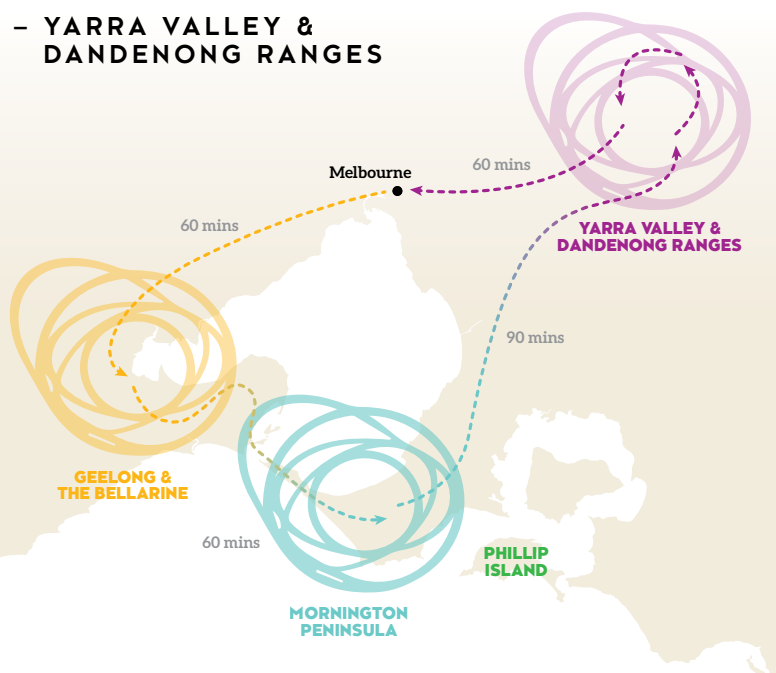 – YARRA VALLEY &
DANDENONG RANGES
Melbourne
60 mins
60 mins
YARRA VALLEY &
DANDENONG RANGES
90 mins
GEELONG &
THE BELLARINE
60 mins
PHILLIP
ISLAND
MORNINGTON
PENINSULA